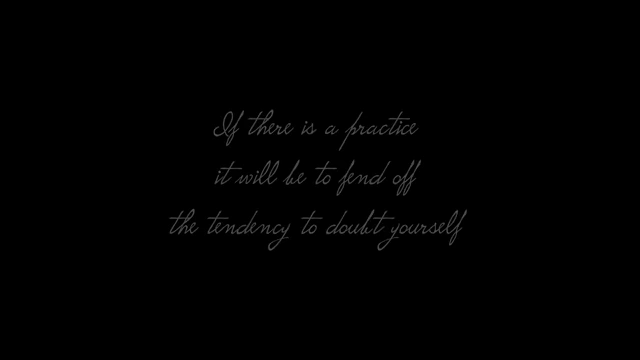 If there is a practice
it will be to fend off
the tendency to doubt yourself